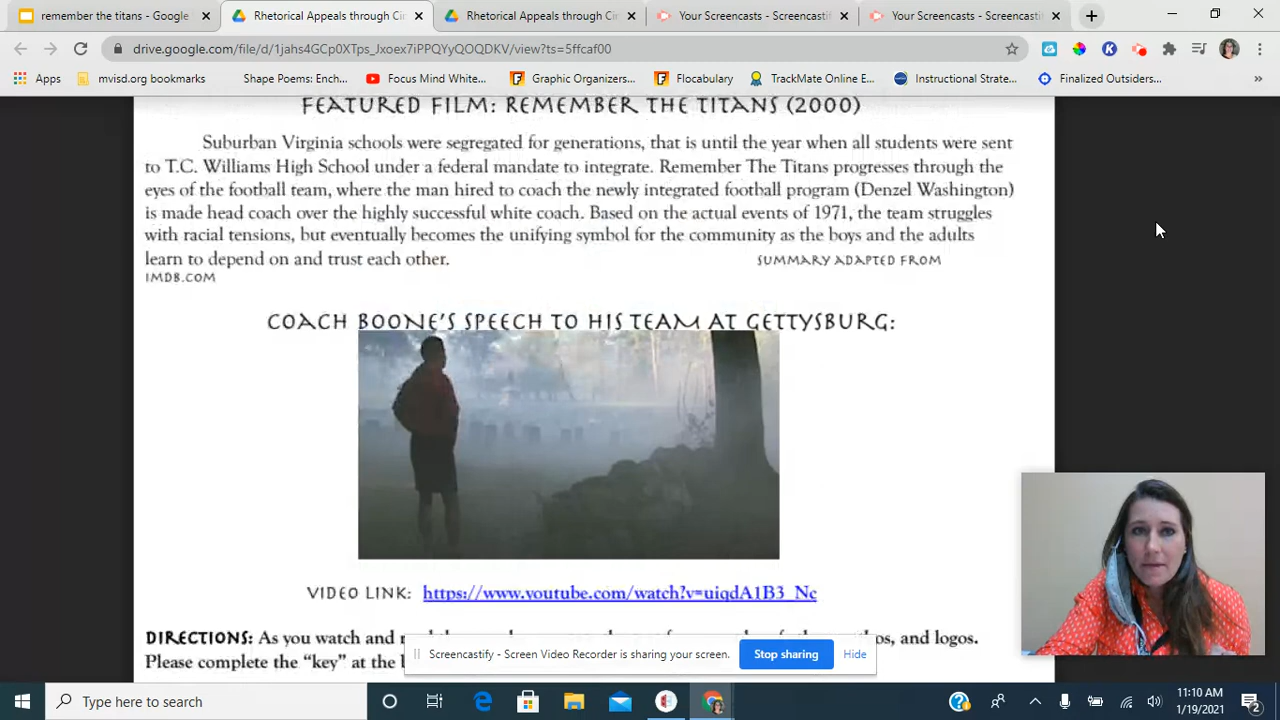 remember the titans - Google
Rhetorical Appeals through Cin
Rhetorical Appeals through Cin
Your Screencasts - Screencastif
Your Screencasts - Screencastif
drive.google.com/file/d/1jahs4GCp0XTps_Jxoex7iPPQYyQOQDKV/view?ts=5ffcaf00
Apps
mvisd.org bookmarks
Shape Poems: Ench...
Focus Mind White...
Graphic Organizers...
Flocabulary
TrackMate Online E...
Instructional Strate...
Finalized Outsiders...
FEATURED FILM: REMEMBER THE TITANS (2000)
Suburban Virginia schools were segregated for generations, that is until the year when all students were sent
to T.C. Williams High School under a federal mandate to integrate. Remember The Titans progresses through the
eyes of the football team, where the man hired to coach the newly integrated football program (Denzel Washington)
is made head coach over the highly successful white coach. Based on the actual events of 1971, the team struggles
with racial tensions, but eventually becomes the unifying symbol for the community as the boys and the adults
learn to depend on and trust each other. SUMMARY ADAPTED FROM
IMDB.COM
COACH BOONE'S SPEECH TO HIS TEAM AT GETTYSBURG:
VIDEO LINK: https://www.youtube.com/watch?v=uiqdA1B3_Nc
DIRECTIONS: As you watch and and logos.
Please complete the "key" at the
Screencastify - Screen Video Recorder is sharing your screen.
Stop sharing
Hide
Type here to search
11:10 AM
1/19/2021
2